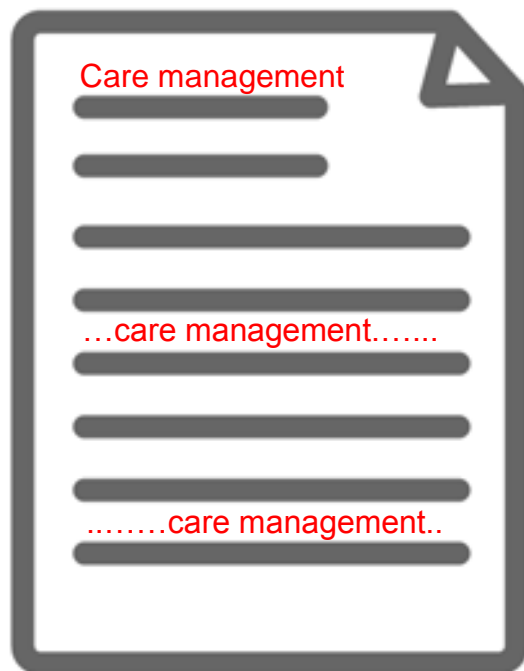 Care management
…care management…....
..……care management..